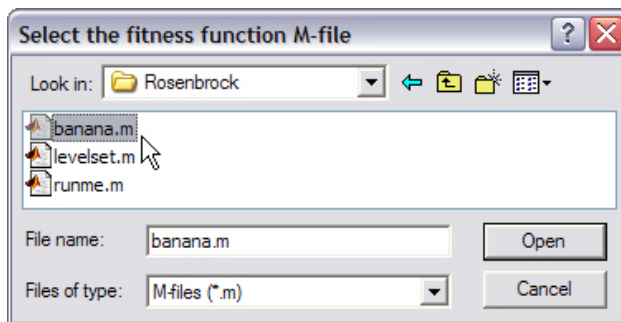 Select the fitness function M-file
Look in: Rosenbrock
banana.m
levelset.m
runme.m
File name: banana.m Open
Files of type: M-files (*.m) Cancel